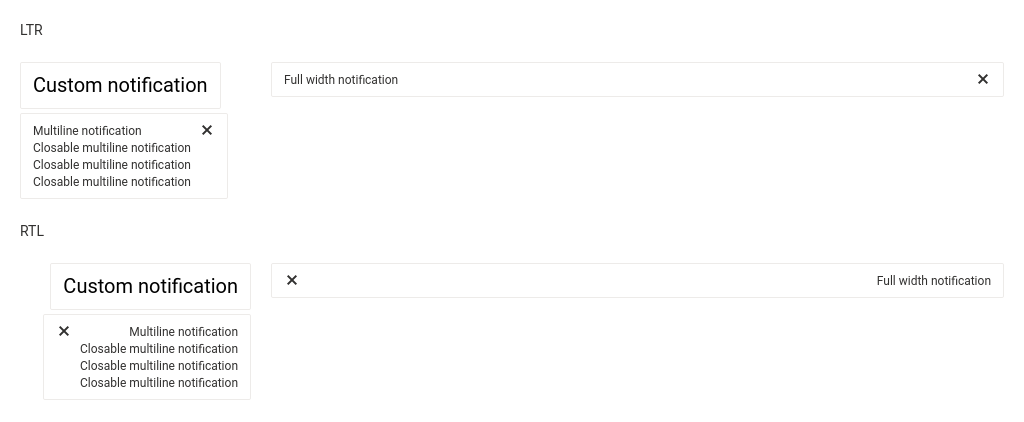 LTR
Custom notification
Full width notification
Multiline notification
Closable multiline notification
Closable multiline notification
Closable multiline notification
RTL
Custom notification
Full width notification
Multiline notification
Closable multiline notification
Closable multiline notification
Closable multiline notification